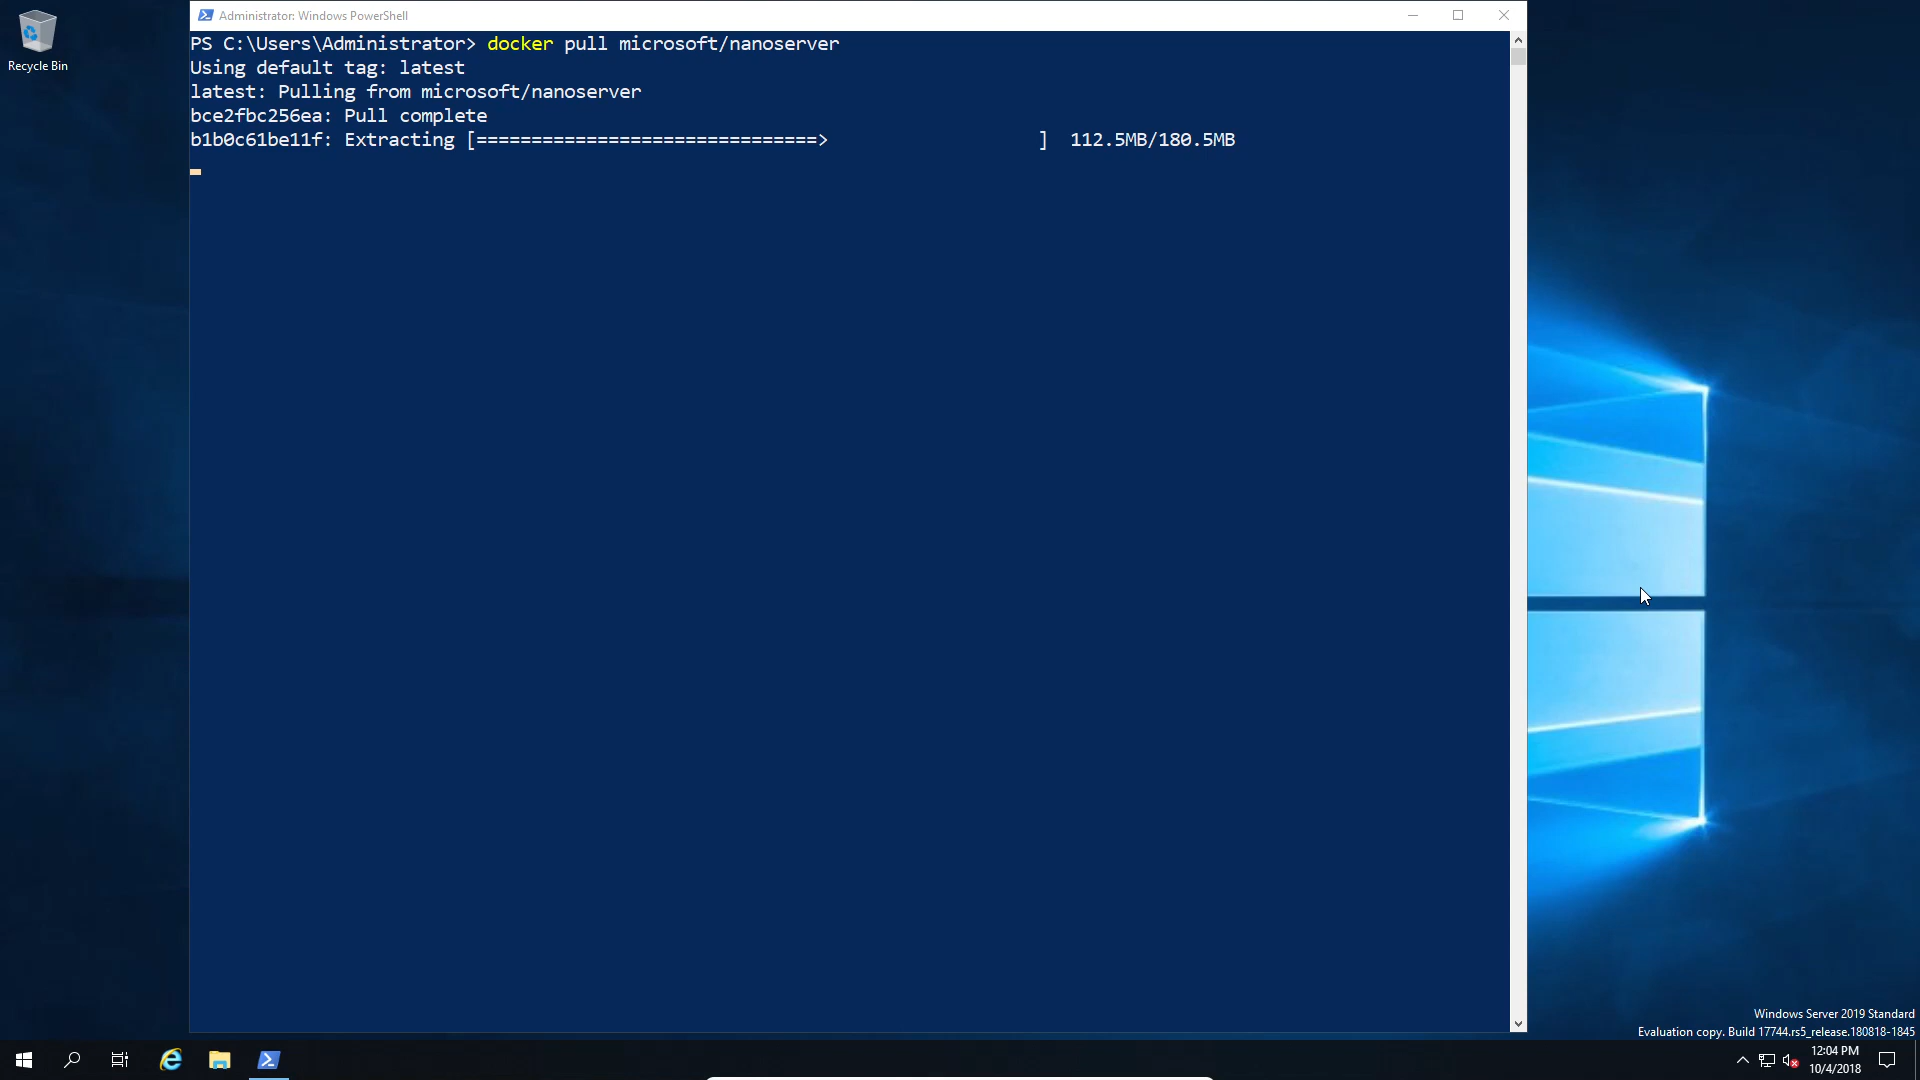 Recycle Bin
Administrator: Windows PowerShell
PS C:\Users\Administrator> docker pull microsoft/nanoserver
Using default tag: latest
latest: Pulling from microsoft/nanoserver
bce2fbc256ea: Pull complete
b1b0c61be11f: Extracting [===============================>                    ]  112.5MB/180.5MB
Windows Server 2019 Standard
Evaluation copy. Build 17744.rs5_release.180818-1845
12:04 PM
10/4/2018